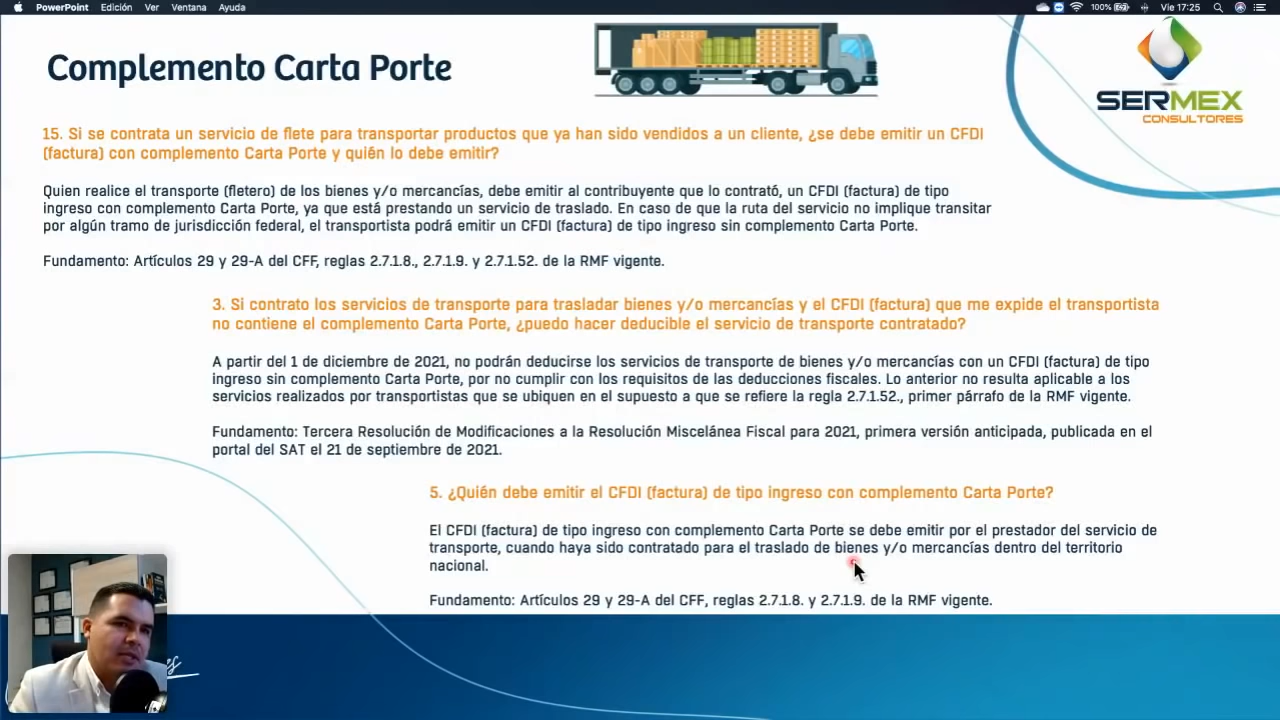 PowerPoint Edición Ver Ventana Ayuda 100% Vie 17:25
Complemento Carta Porte
SERMEX
CONSULTORES
15. Si se contrata un servicio de flete para transportar productos que ya han sido vendidos a un cliente, ¿se debe emitir un CFDI
(factura) con complemento Carta Porte y quién lo debe emitir?
Quien realice el transporte (fletero) de los bienes y/o mercancías, debe emitir al contribuyente que lo contrató, un CFDI (factura) de tipo
ingreso con complemento Carta Porte, ya que está prestando un servicio de traslado. En caso de que la ruta del servicio no implique transitar
por algún tramo de jurisdicción federal, el transportista podrá emitir un CFDI (factura) de tipo ingreso sin complemento Carta Porte.
Fundamento: Artículos 29 y 29-A del CFF, reglas 2.7.1.8., 2.7.1.9. y 2.7.1.52. de la RMF vigente.
3. Si contrato los servicios de transporte para trasladar bienes y/o mercancías y el CFDI (factura) que me expide el transportista
no contiene el complemento Carta Porte, ¿puedo hacer deducible el servicio de transporte contratado?
A partir del 1 de diciembre de 2021, no podrán deducirse los servicios de transporte de bienes y/o mercancías con un CFDI (factura) de tipo
ingreso sin complemento Carta Porte, por no cumplir con los requisitos de las deducciones fiscales. Lo anterior no resulta aplicable a los
servicios realizados por transportistas que se ubiquen en el supuesto a que se refiere la regla 2.7.1.52., primer párrafo de la RMF vigente.
Fundamento: Tercera Resolución de Modificaciones a la Resolución Miscelánea Fiscal para 2021, primera versión anticipada, publicada en el
portal del SAT el 21 de septiembre de 2021.
5. ¿Quién debe emitir el CFDI (factura) de tipo ingreso con complemento Carta Porte?
El CFDI (factura) de tipo ingreso con complemento Carta Porte se debe emitir por el prestador del servicio de
transporte, cuando haya sido contratado para el traslado de bienes y/o mercancías dentro del territorio
nacional.
Fundamento: Artículos 29 y 29-A del CFF, reglas 2.7.1.8. y 2.7.1.9. de la RMF vigente.